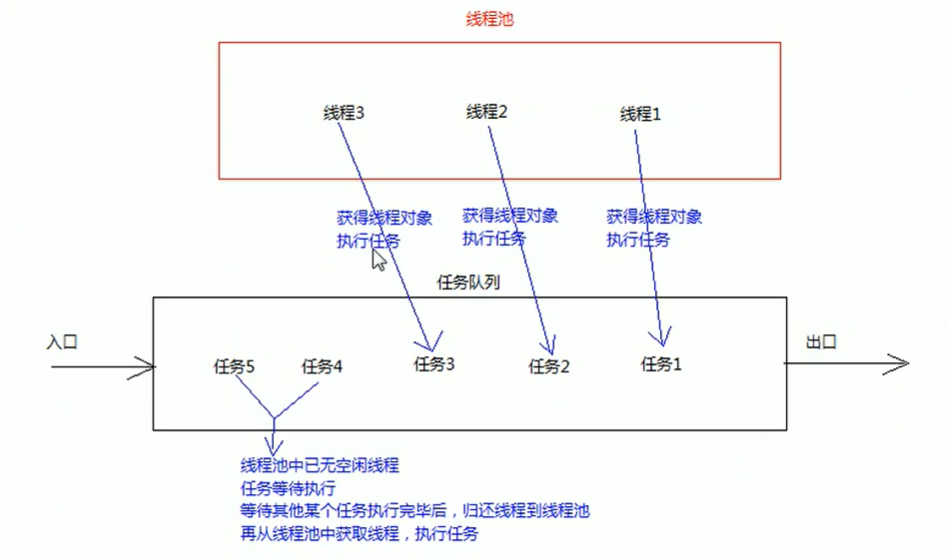 线程池
线程3
线程2
线程1
获得线程对象
执行任务
获得线程对象
执行任务
获得线程对象
执行任务
任务队列
入口
出口
任务5
任务4
任务3
任务2
任务1
线程池中已无空闲线程
任务等待执行
等待其他某个任务执行完毕后，归还线程到线程池
再从线程池中获取线程，执行任务